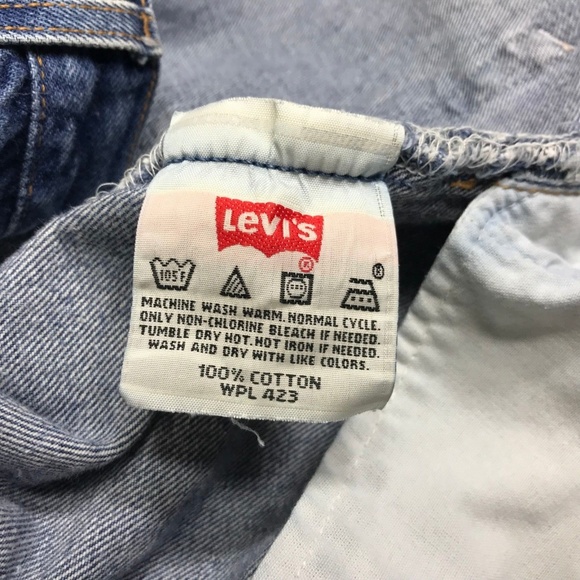 Levi's
®
105°F
®
MACHINE WASH WARM. NORMAL CYCLE.
ONLY NON-CHLORINE BLEACH IF NEEDED.
TUMBLE DRY HOT. HOT IRON IF NEEDED.
WASH AND DRY WITH LIKE COLORS.
100% COTTON
WPL 423